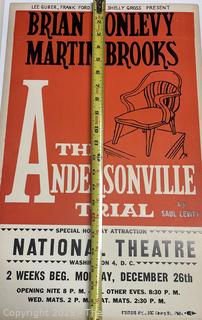 LEE GUBER, FRANK FORD SHELLY GROSS PRESENT
BRIAN ONLEVY
MARTIN BROOKS
THE
ANDERSONVILLE
TRIAL
by
SAUL LEVITT
SPECIAL HOLIDAY ATTRACTION
NATIONAL THEATRE
WASHINGTON 4, D.C.
2 WEEKS BEG. MONDAY, DECEMBER 26th
OPENING NITE 8 P.M. ALL OTHER EVES. 8:30 P.M.
WED. MATS. 2 P.M. SAT. MATS. 2:30 P.M.